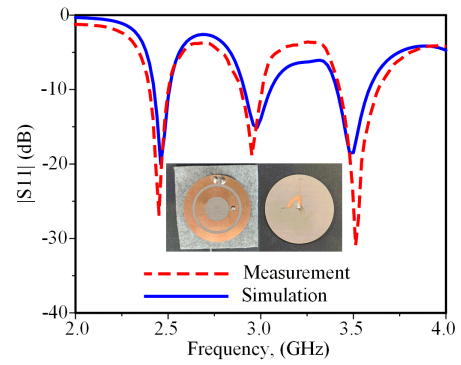 0
-10
-20
-30
-40
|S11| (dB)
Measurement
Simulation
2.0 2.5 3.0 3.5 4.0
Frequency, (GHz)